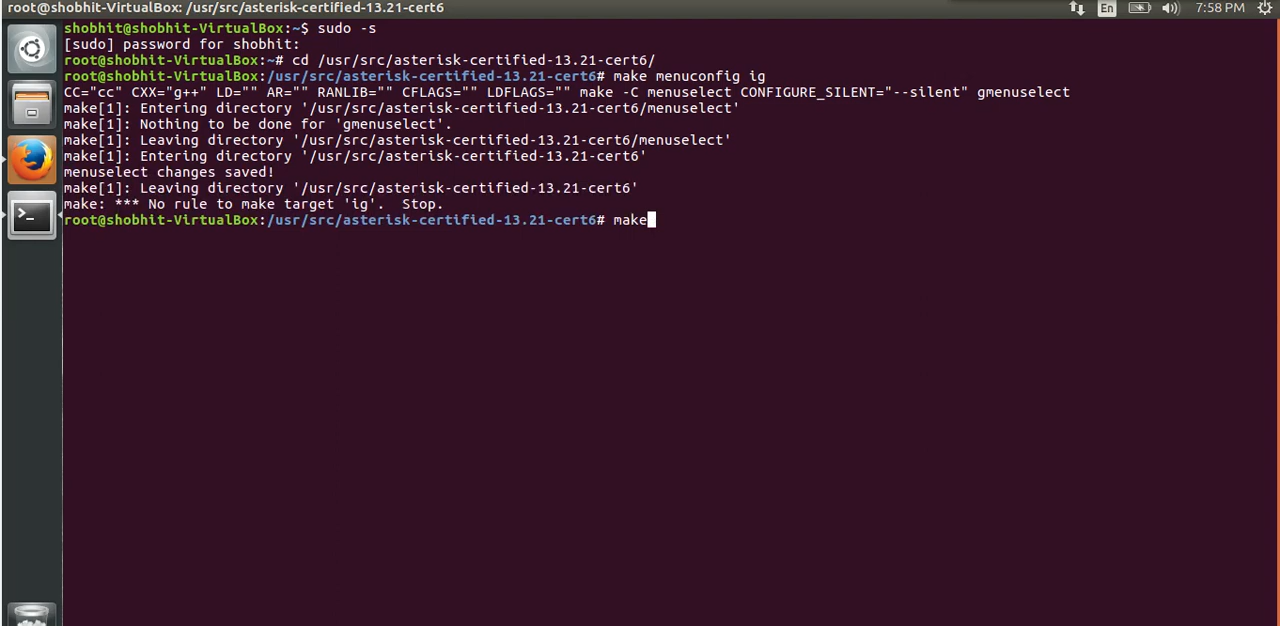 root@shobhit-VirtualBox: /usr/src/asterisk-certified-13.21-cert6
En
7:58 PM
shobhit@shobhit-VirtualBox:~$ sudo -s
[sudo] password for shobhit:
root@shobhit-VirtualBox:~# cd /usr/src/asterisk-certified-13.21-cert6/
root@shobhit-VirtualBox:/usr/src/asterisk-certified-13.21-cert6# make menuconfig ig
CC="cc" CXX="g++" LD="" AR="" RANLIB="" CFLAGS="" LDFLAGS="" make -C menuselect CONFIGURE_SILENT="--silent" gmenuselect
make[1]: Entering directory '/usr/src/asterisk-certified-13.21-cert6/menuselect'
make[1]: Nothing to be done for 'gmenuselect'.
make[1]: Leaving directory '/usr/src/asterisk-certified-13.21-cert6/menuselect'
make[1]: Entering directory '/usr/src/asterisk-certified-13.21-cert6'
menuselect changes saved!
make[1]: Leaving directory '/usr/src/asterisk-certified-13.21-cert6'
make: *** No rule to make target 'ig'.  Stop.
root@shobhit-VirtualBox:/usr/src/asterisk-certified-13.21-cert6# make